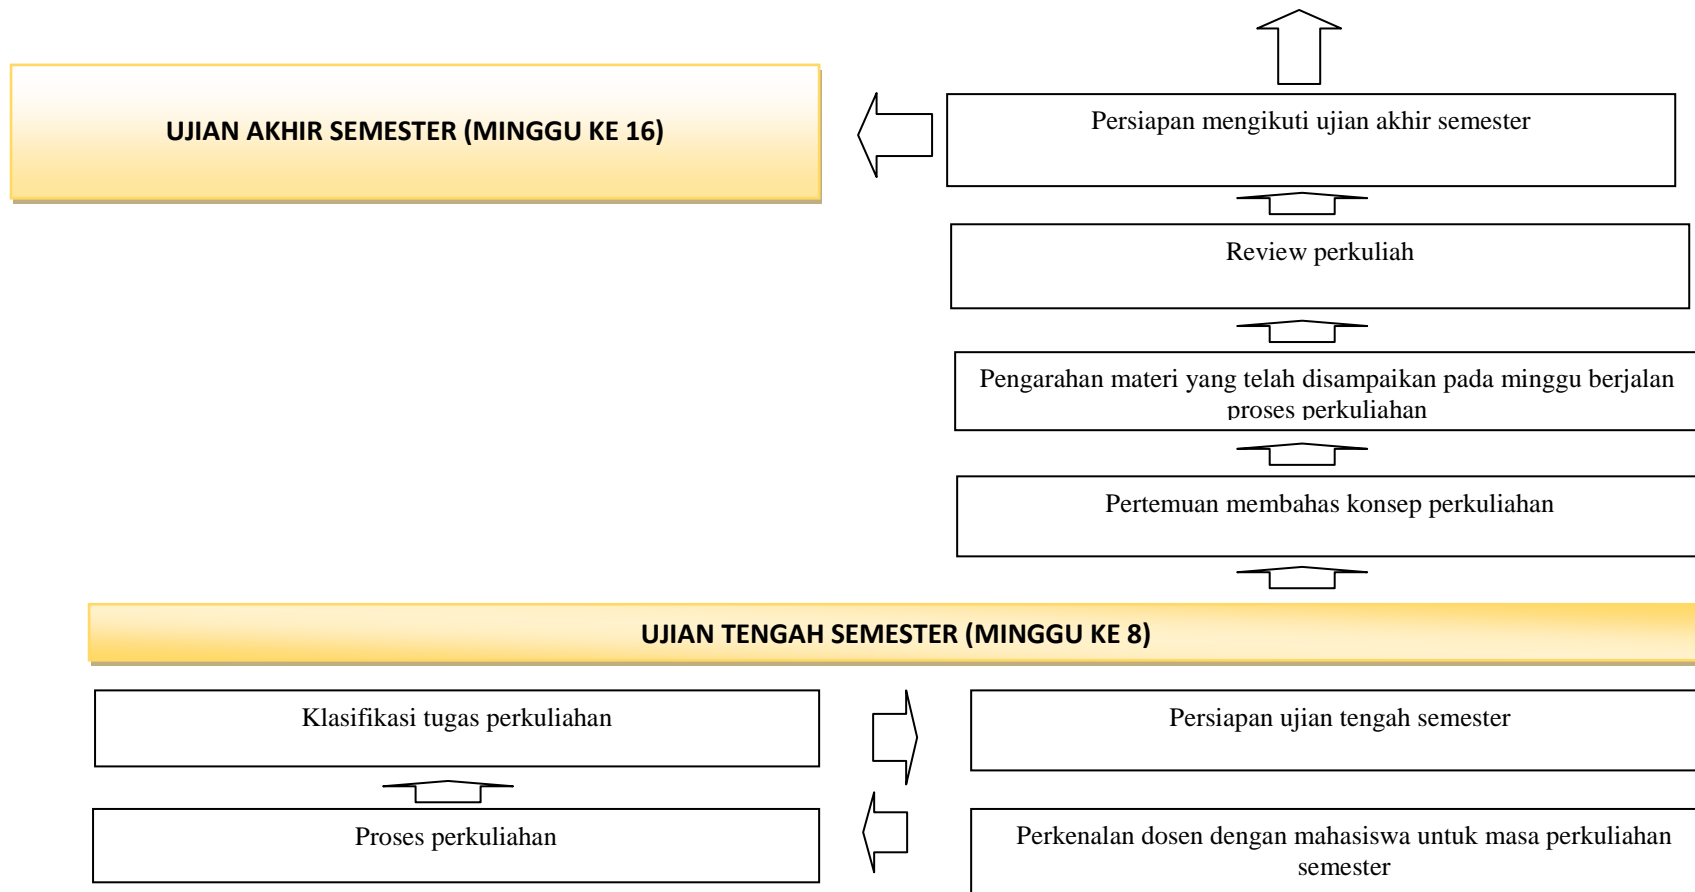 UJIAN AKHIR SEMESTER (MINGGU KE 16)
Persiapan mengikuti ujian akhir semester
Review perkuliah
Pengarahan materi yang telah disampaikan pada minggu berjalan
proses perkuliahan
Pertemuan membahas konsep perkuliahan
UJIAN TENGAH SEMESTER (MINGGU KE 8)
Klasifikasi tugas perkuliahan
Persiapan ujian tengah semester
Proses perkuliahan
Perkenalan dosen dengan mahasiswa untuk masa perkuliahan
semester